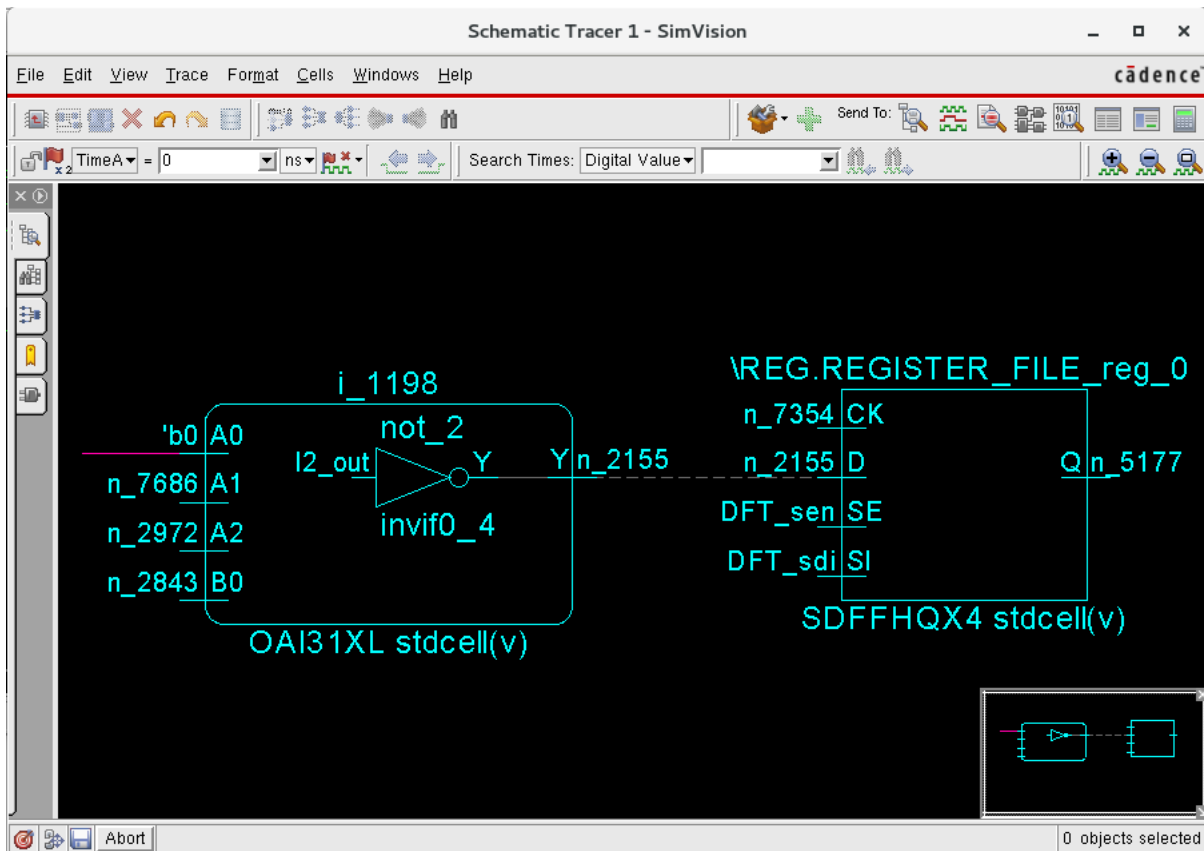 Schematic Tracer 1 - SimVision
File Edit View Trace Format Cells Windows Help
cādence
Send To:
x2 TimeA = 0 ns Search Times: Digital Value
\REG.REGISTER_FILE_reg_0
i_1198
n_7354 CK
'b0 A0
not_2
I2_out Y Y n_2155
n_2155 D
Q n_5177
n_7686 A1
DFT_sen SE
n_2972 A2
invif0_4
DFT_sdi SI
n_2843 B0
SDFFHQX4 stdcell(v)
OAI31XL stdcell(v)
Abort
0 objects selected